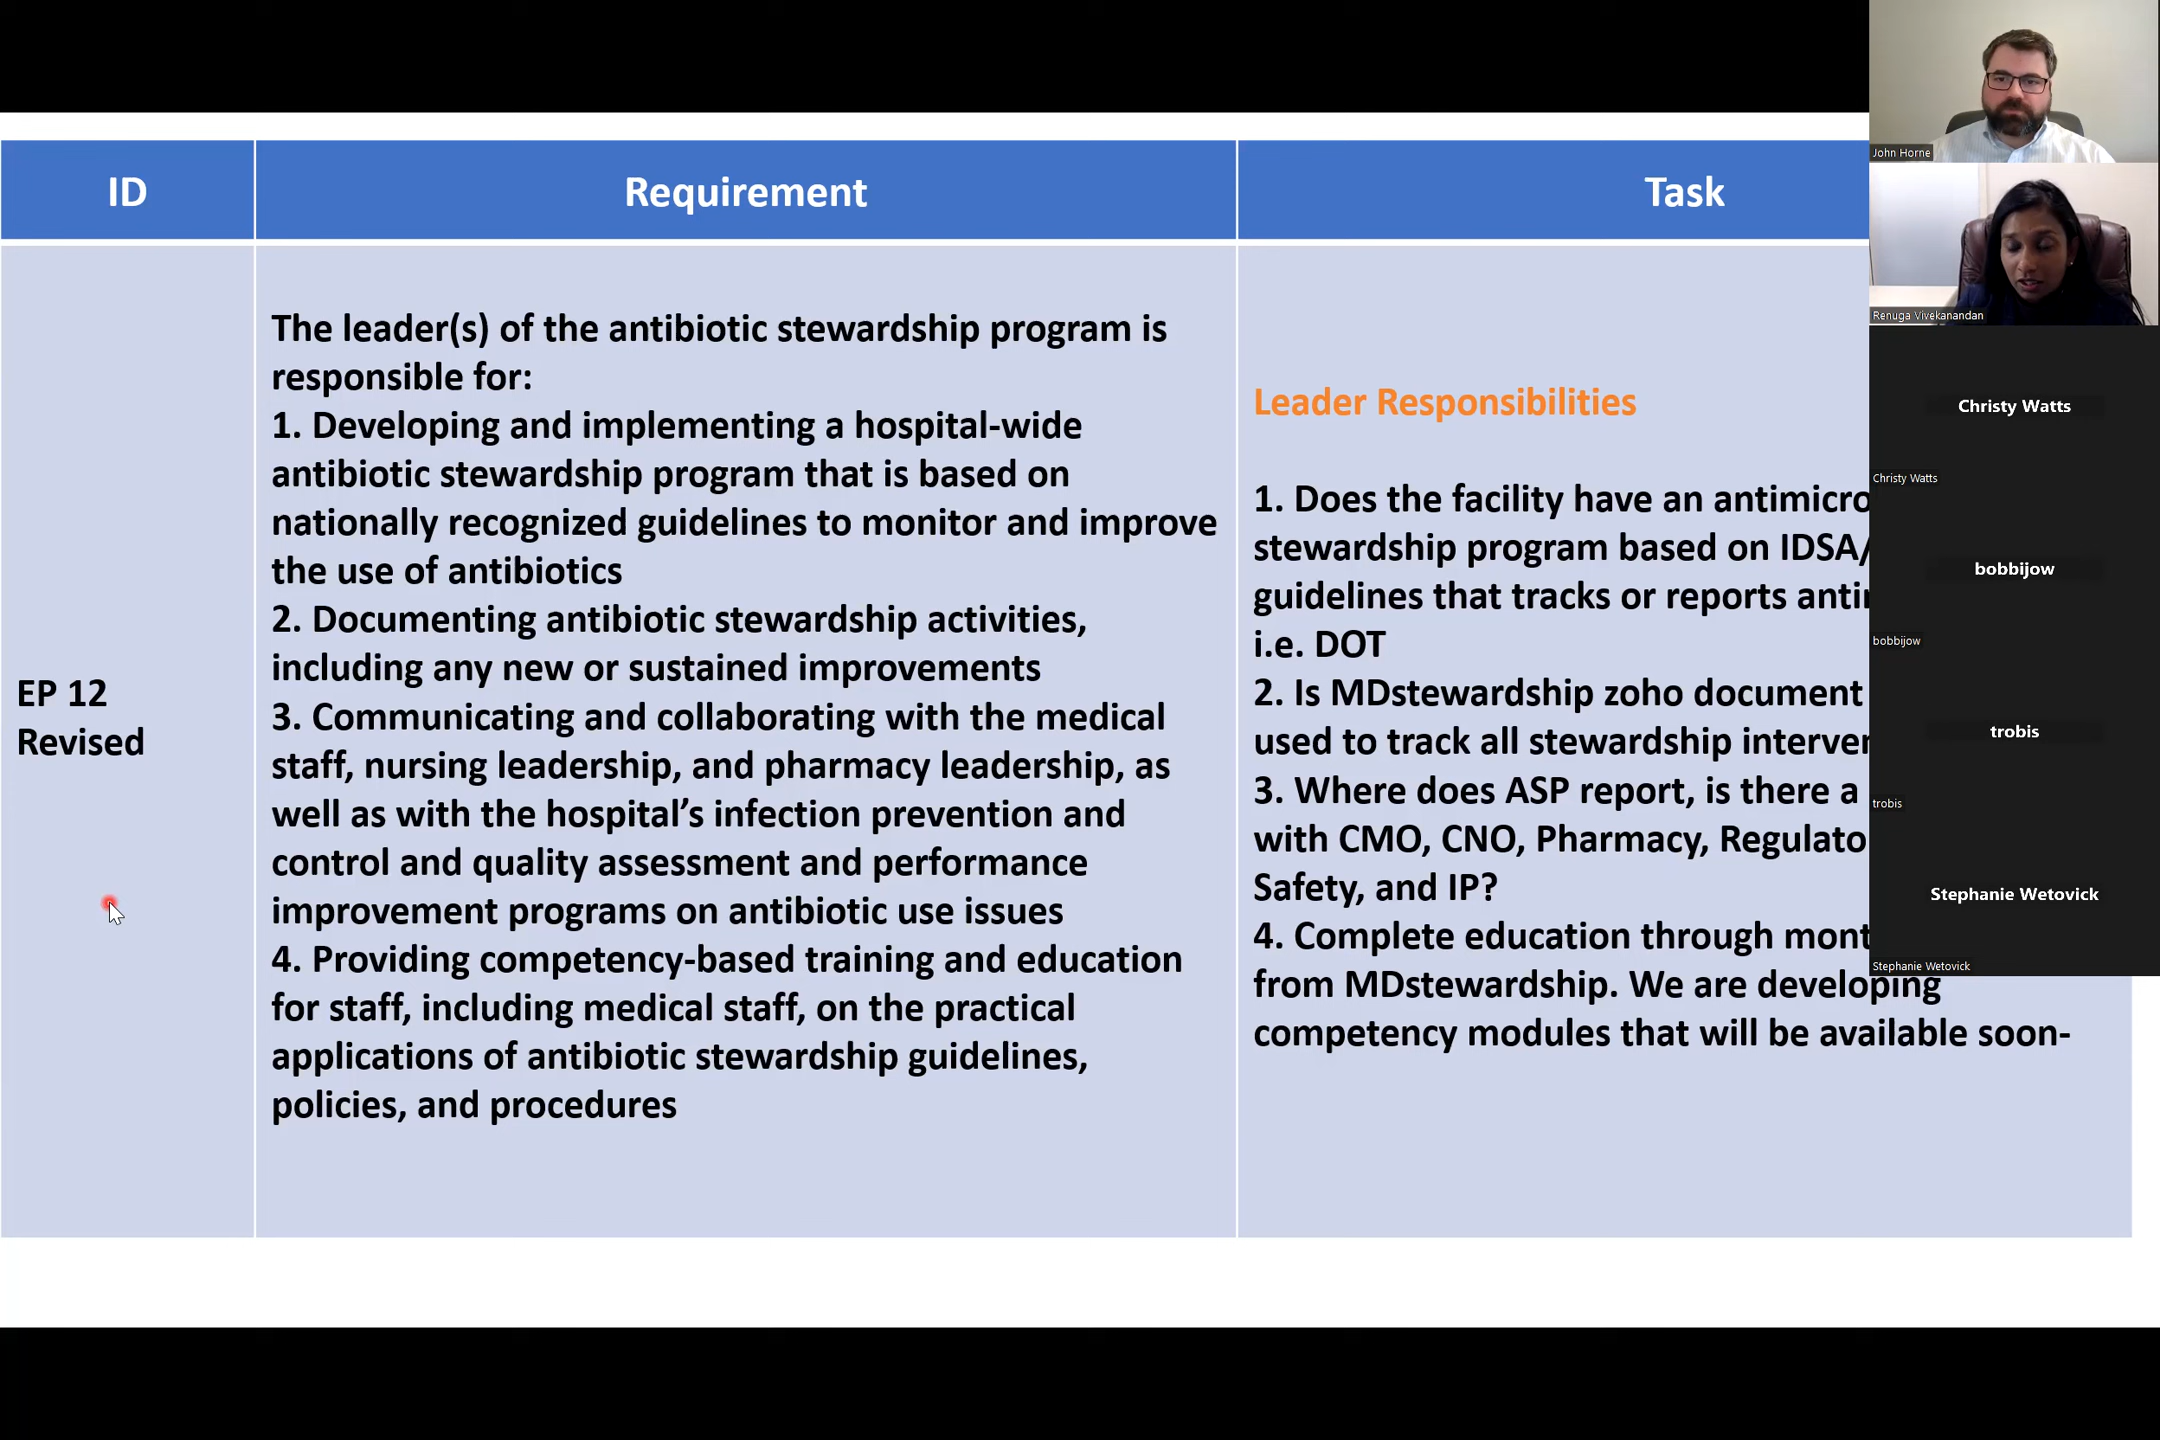 ID
Requirement
Task
EP 12
Revised
The leader(s) of the antibiotic stewardship program is
responsible for:
1. Developing and implementing a hospital-wide
antibiotic stewardship program that is based on
nationally recognized guidelines to monitor and improve
the use of antibiotics
2. Documenting antibiotic stewardship activities,
including any new or sustained improvements
3. Communicating and collaborating with the medical
staff, nursing leadership, and pharmacy leadership, as
well as with the hospital’s infection prevention and
control and quality assessment and performance
improvement programs on antibiotic use issues
4. Providing competency-based training and education
for staff, including medical staff, on the practical
applications of antibiotic stewardship guidelines,
policies, and procedures
Leader Responsibilities
1. Does the facility have an
stewardship program based on IDSA/
guidelines that tracks or reports
i.e. DOT
2. Is MDstewardship zoho document
used to track all stewardship
3. Where does ASP report, is there a
with CMO, CNO, Pharmacy,
Safety, and IP?
4. Complete education through
from MDstewardship. We are developing
competency modules that will be available soon-
John Horne
Renuga Vivekanandan
Christy Watts
Christy Watts
bobbijow
bobbijow
trobis
trobis
Stephanie Wetovick
Stephanie Wetovick